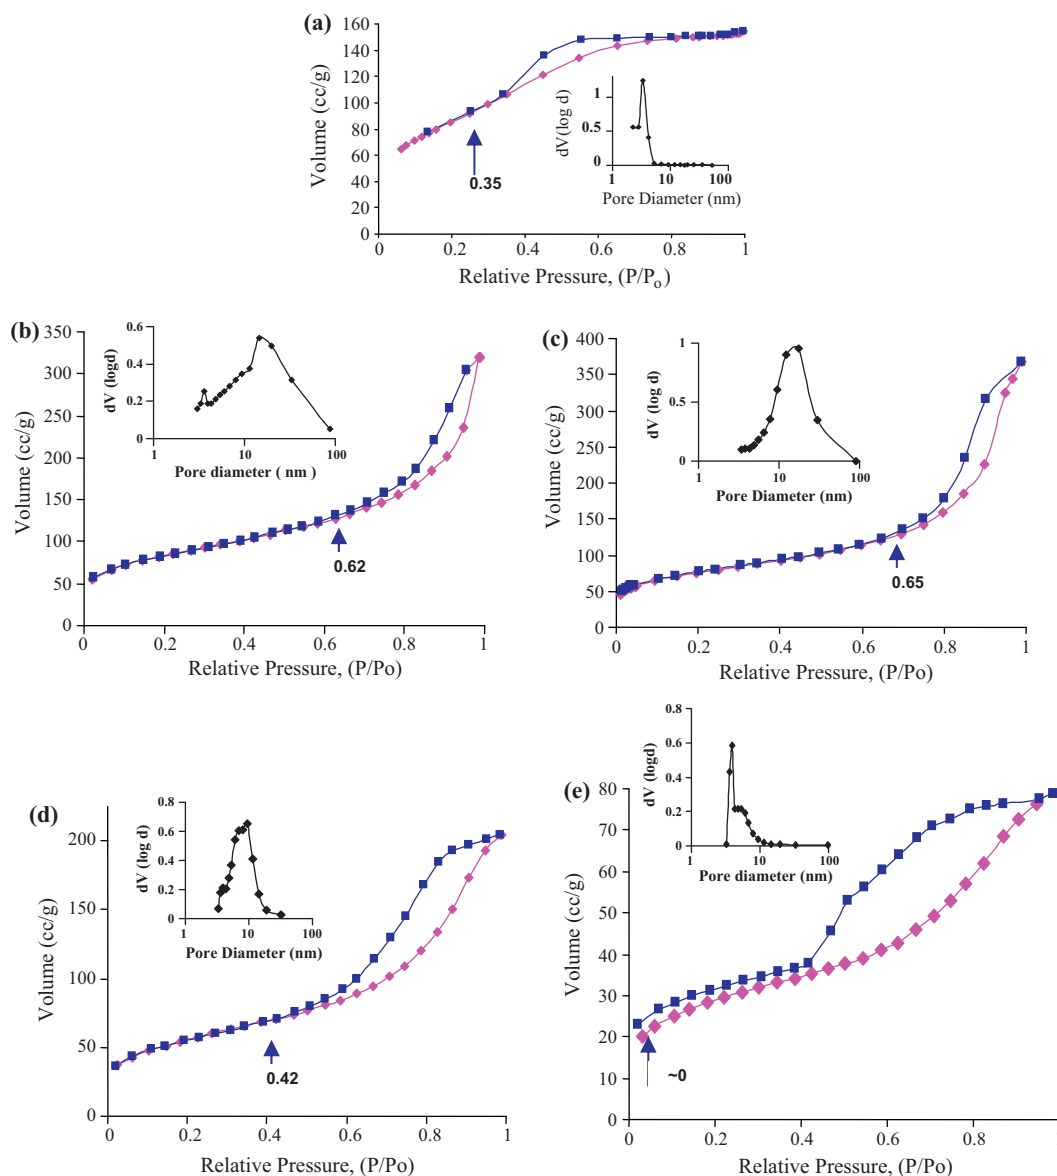 (a)
160
140
120
100
80
60
40
20
0
Volume (cc/g)
0 0.2 0.4 0.6 0.8 1
Relative Pressure, (P/Po)
0.35
1
0.5
0
dV(log d)
1 10 100
Pore Diameter (nm)
(b)
350
300
250
200
150
100
50
0
Volume (cc/g)
0 0.2 0.4 0.6 0.8 1
Relative Pressure, (P/Po)
0.62
0.6
0.4
0.2
0
dV (logd)
1 10 100
Pore diameter ( nm )
(c)
400
350
300
250
200
150
100
50
0
Volume (cc/g)
0 0.2 0.4 0.6 0.8 1
Relative Pressure, (P/Po)
0.65
1
0.5
0
dV (log d)
1 10 100
Pore Diameter (nm)
(d)
200
150
100
50
0
Volume (cc/g)
0 0.2 0.4 0.6 0.8 1
Relative Pressure, (P/Po)
0.42
0.8
0.6
0.4
0.2
0
dV (log d)
1 10 100
Pore Diameter (nm)
(e)
80
70
60
50
40
30
20
10
0
Volume (cc/g)
0 0.2 0.4 0.6 0.8
Relative Pressure, (P/Po)
~0
0.8
0.6
0.4
0.2
0
dV (logd)
1 10 100
Pore diameter (nm)